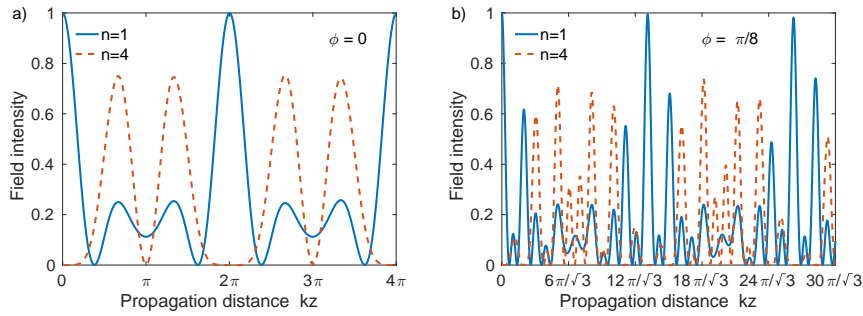 a)
n=1
n=4
ϕ = 0
Field intensity
1
0.8
0.6
0.4
0.2
0
0 π 2π 3π 4π
Propagation distance kz
b)
n=1
n=4
ϕ = π/8
Field intensity
1
0.8
0.6
0.4
0.2
0
0 6π/√3 12π/√3 18π/√3 24π/√3 30π/√3
Propagation distance kz